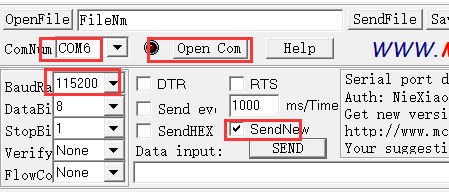 OpenFile FileNm SendFile Sav
ComNum COM6 Open Com Help WWW.M
BaudRa 115200 DTR RTS Serial port d
DataBi 8 Send eve 1000 ms/Time Auth: NieXiao
StopBi 1 SendHEX SendNew Get new versi
Verify None Data input: SEND http://www.mc
FlowCo None Your suggesti